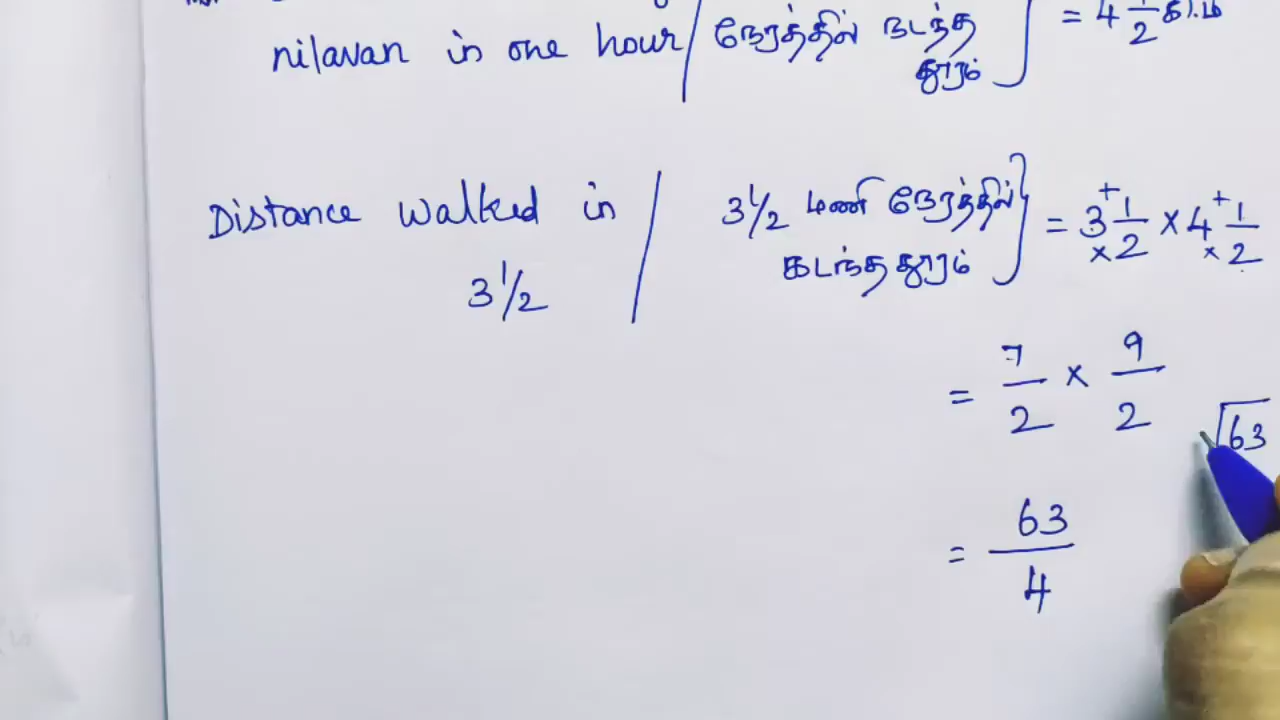 nilavan in one hour / நேரத்தில் நடந்த } = 4 1/2 கி.மீ
தூரம்
Distance walked in / 3 1/2 மணி நேரத்தில் } = 3 1/2 × 4 1/2
3 1/2 கடந்த தூரம்
= 7/2 × 9/2
√63
= 63/4